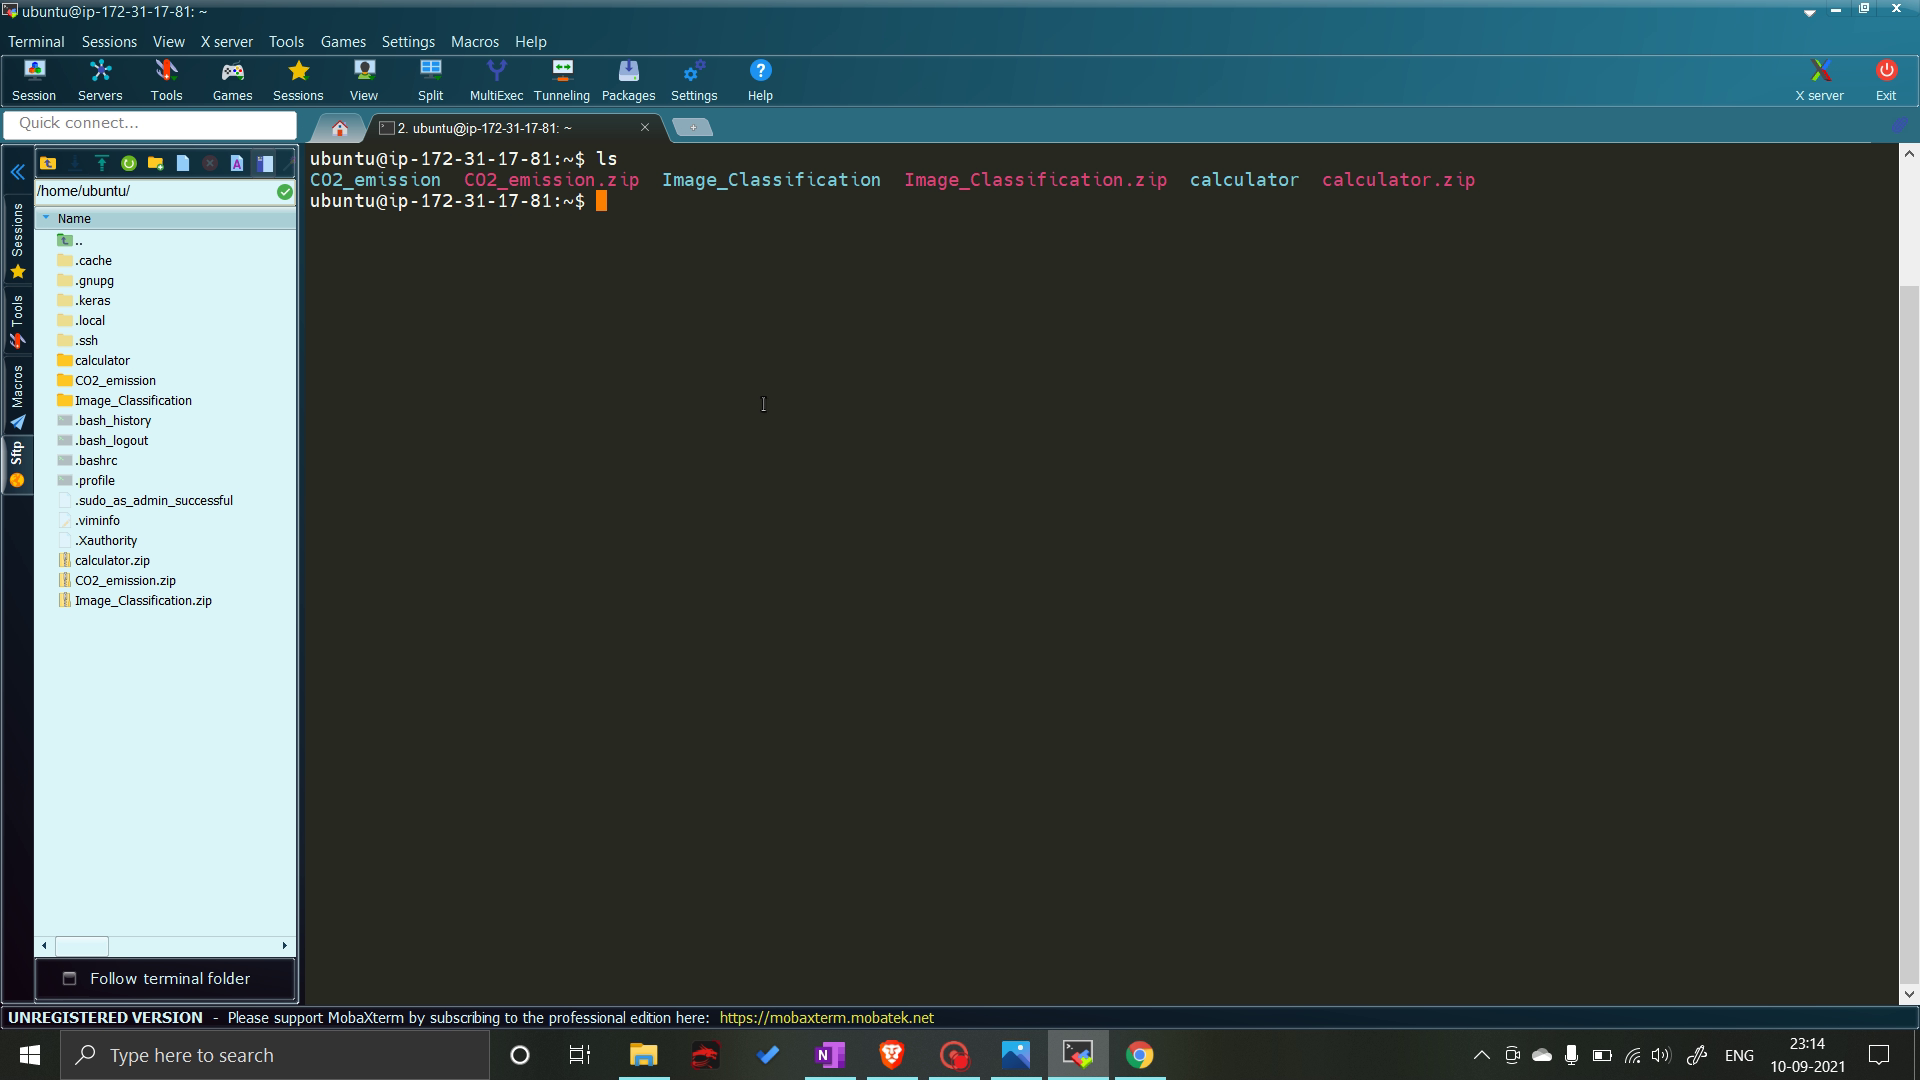 ubuntu@ip-172-31-17-81: ~
Terminal Sessions View X server Tools Games Settings Macros Help
Session Servers Tools Games Sessions View Split MultiExec Tunneling Packages Settings Help X server Exit
Quick connect...
2. ubuntu@ip-172-31-17-81: ~
/home/ubuntu/
Name
..
.cache
.gnupg
.keras
.local
.ssh
calculator
CO2_emission
Image_Classification
.bash_history
.bash_logout
.bashrc
.profile
.sudo_as_admin_successful
.viminfo
.Xauthority
calculator.zip
CO2_emission.zip
Image_Classification.zip
Sessions
Tools
Macros
Sftp
Follow terminal folder
ubuntu@ip-172-31-17-81:~$ ls
CO2_emission CO2_emission.zip Image_Classification Image_Classification.zip calculator calculator.zip
ubuntu@ip-172-31-17-81:~$
UNREGISTERED VERSION - Please support MobaXterm by subscribing to the professional edition here: https://mobaxterm.mobatek.net
Type here to search
ENG
23:14
10-09-2021